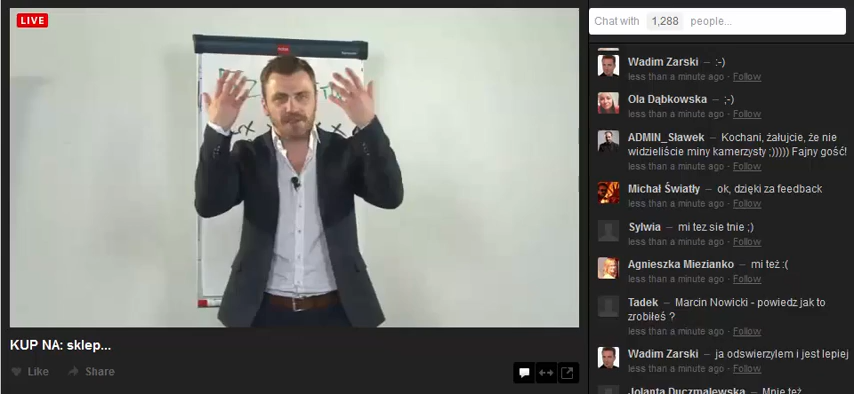 LIVE
KUP NA: sklep...
Like
Share
Chat with 1,288 people...
Wadim Zarski – :-)
less than a minute ago · Follow
Ola Dąbkowska – ;-)
less than a minute ago · Follow
ADMIN_Sławek – Kochani, żałujcie, że nie
widzieliście miny kamerzysty ;))))) Fajny gość!
less than a minute ago · Follow
Michał Światły – ok, dzięki za feedback
less than a minute ago · Follow
Sylwia – mi tez sie tnie ;)
less than a minute ago · Follow
Agnieszka Miezianko – mi też :(
less than a minute ago · Follow
Tadek – Marcin Nowicki - powiedz jak to
zrobiłeś ?
less than a minute ago · Follow
Wadim Zarski – ja odswierzylem i jest lepiej
less than a minute ago · Follow
Jolanta Duczmalewska – Mnie też